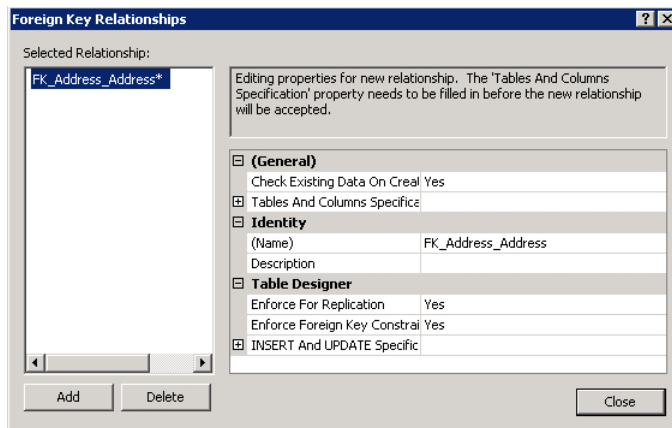 Foreign Key Relationships
Selected Relationship:
FK_Address_Address*
Editing properties for new relationship. The 'Tables And Columns
Specification' property needs to be filled in before the new relationship
will be accepted.
(General)
Check Existing Data On Creat Yes
Tables And Columns Specifica
Identity
(Name) FK_Address_Address
Description
Table Designer
Enforce For Replication Yes
Enforce Foreign Key Constrai Yes
INSERT And UPDATE Specific
Add Delete
Close